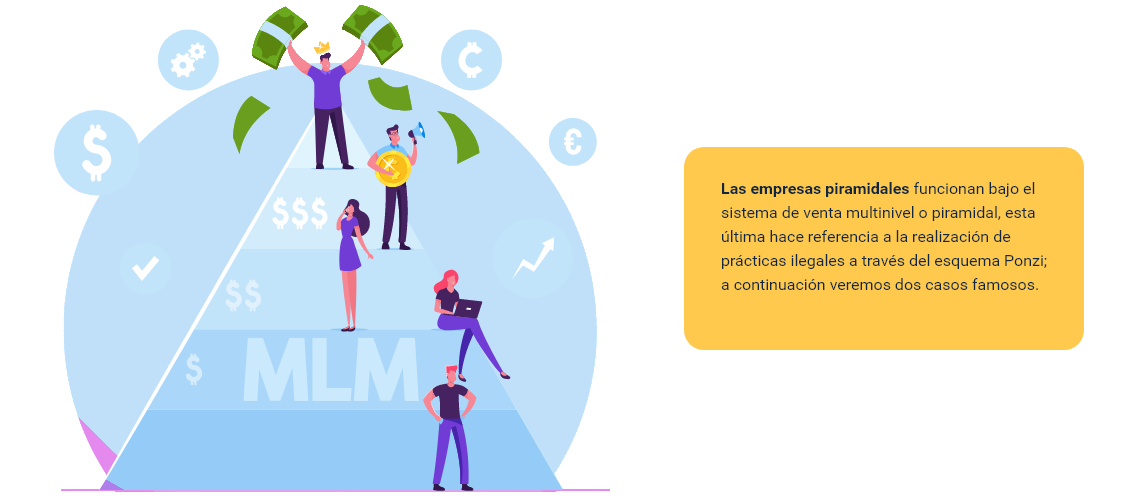 $
$$$
$$
$
MLM
¢
€
Las empresas piramidales funcionan bajo el
sistema de venta multinivel o piramidal, esta
última hace referencia a la realización de
prácticas ilegales a través del esquema Ponzi;
a continuación veremos dos casos famosos.